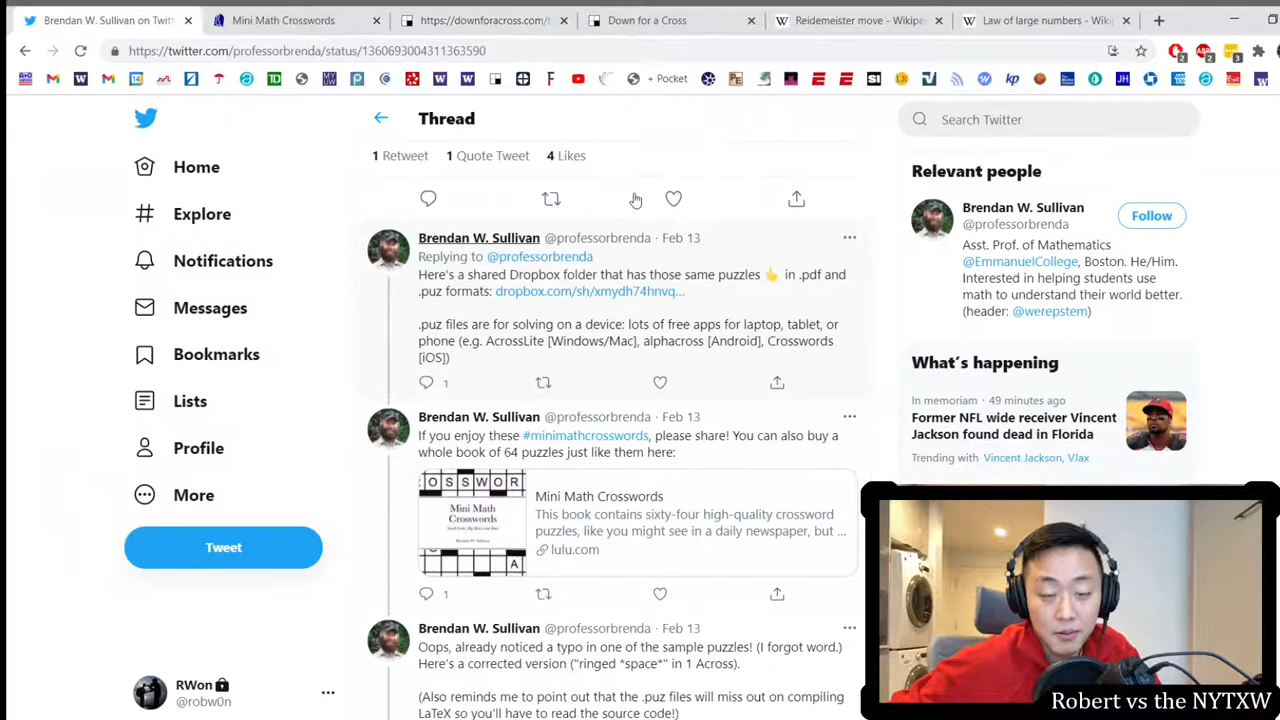 Brendan W. Sullivan on Twitt
Mini Math Crosswords
https://downforacross.com/
Down for a Cross
Reidemeister move - Wikipe
Law of large numbers - Wiki
https://twitter.com/professorbrenda/status/1360693004311363590
+ Pocket
Thread
Search Twitter
1 Retweet 1 Quote Tweet 4 Likes
Home
Explore
Notifications
Messages
Bookmarks
Lists
Profile
More
Tweet
RWon
@robw0n
Brendan W. Sullivan @professorbrenda · Feb 13
Replying to @professorbrenda
Here's a shared Dropbox folder that has those same puzzles 👆 in .pdf and
.puz formats: dropbox.com/sh/xmydh74hnvq...
.puz files are for solving on a device: lots of free apps for laptop, tablet, or
phone (e.g. AcrossLite [Windows/Mac], alphacross [Android], Crosswords
[iOS])
1
Brendan W. Sullivan @professorbrenda · Feb 13
If you enjoy these #minimathcrosswords, please share! You can also buy a
whole book of 64 puzzles just like them here:
OSSWOR
Mini Math
Crosswords
A
Mini Math Crosswords
This book contains sixty-four high-quality crossword
puzzles, like you might see in a daily newspaper, but ...
lulu.com
1
Brendan W. Sullivan @professorbrenda · Feb 13
Oops, already noticed a typo in one of the sample puzzles! (I forgot word.)
Here's a corrected version ("ringed *space*" in 1 Across).
(Also reminds me to point out that the .puz files will miss out on compiling
LaTeX so you'll have to read the source code!)
Relevant people
Brendan W. Sullivan
@professorbrenda
Follow
Asst. Prof. of Mathematics
@EmmanuelCollege, Boston. He/Him.
Interested in helping students use
math to understand their world better.
(header: @werepstem)
What's happening
In memoriam · 49 minutes ago
Former NFL wide receiver Vincent
Jackson found dead in Florida
Trending with Vincent Jackson, VJax
Robert vs the NYTXW